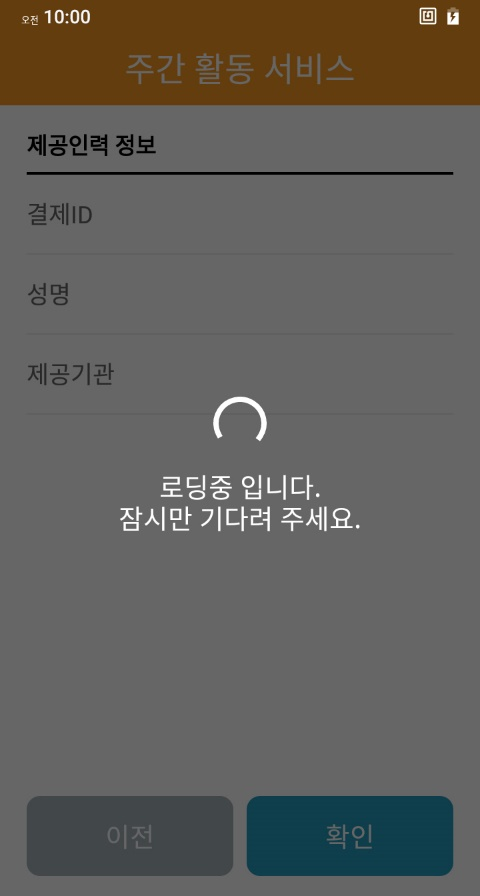 오전 10:00
주간 활동 서비스
제공인력 정보
결제ID
성명
제공기관
로딩중 입니다.
잠시만 기다려 주세요.
이전 확인